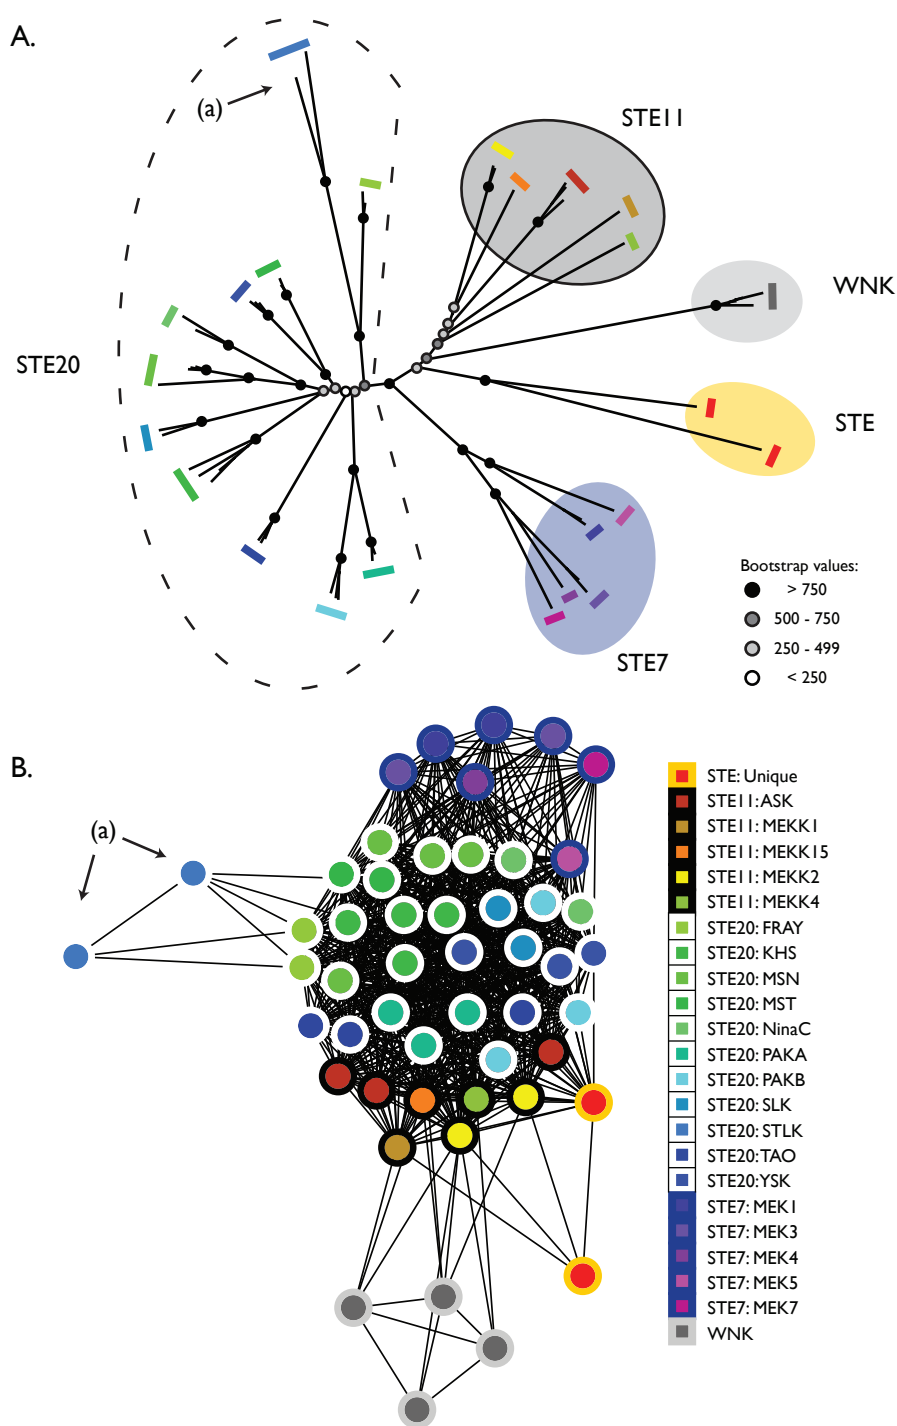 A.
(a)
STE11
WNK
STE20
STE
Bootstrap values:
> 750
500 - 750
250 - 499
< 250
STE7
B.
(a)
STE: Unique
STE11: ASK
STE11: MEKK1
STE11: MEKK15
STE11: MEKK2
STE11: MEKK4
STE20: FRAY
STE20: KHS
STE20: MSN
STE20: MST
STE20: NinaC
STE20: PAKA
STE20: PAKB
STE20: SLK
STE20: STLK
STE20: TAO
STE20: YSK
STE7: MEK1
STE7: MEK3
STE7: MEK4
STE7: MEK5
STE7: MEK7
WNK